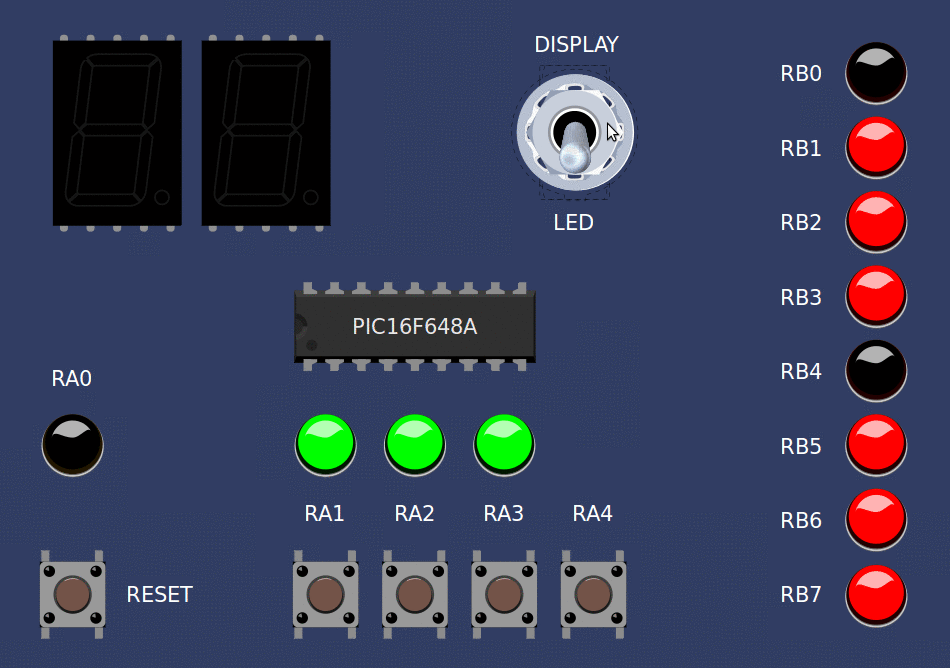 DISPLAY
LED
PIC16F648A
RA0
RA1 RA2 RA3 RA4
RESET
RB0
RB1
RB2
RB3
RB4
RB5
RB6
RB7